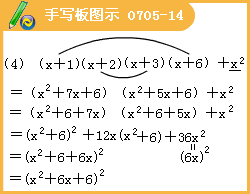 手写板图示 0705-14
(4) (x+1)(x+2)(x+3)(x+6) +x²
= (x²+7x+6) (x²+5x+6) +x²
= (x²+6+7x) (x²+6+5x) +x²
=(x²+6)² +12x(x²+6)+36x²
=(x²+6+6x)² (6x)²
=(x²+6x+6)²